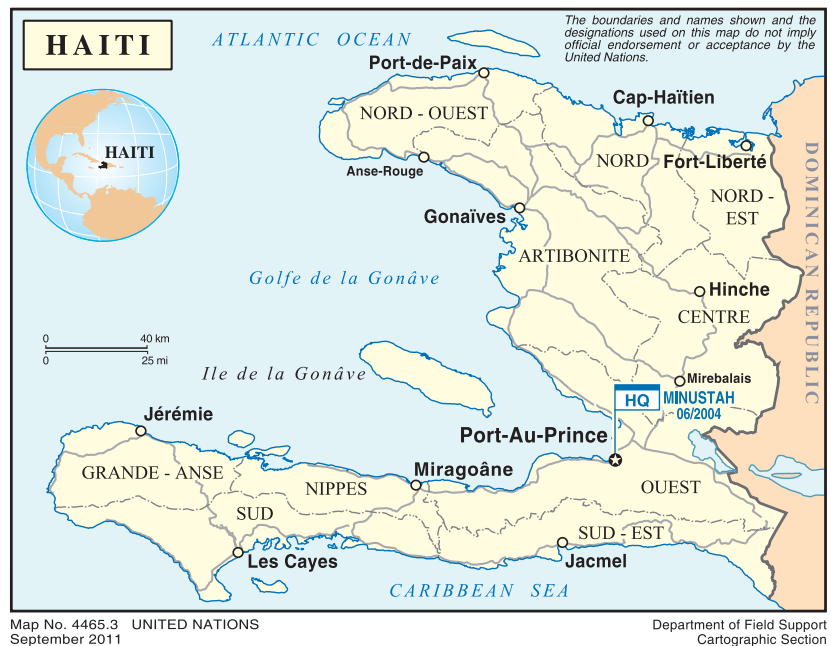 HAITI
ATLANTIC OCEAN
The boundaries and names shown and the
designations used on this map do not imply
official endorsement or acceptance by the
United Nations.
Port-de-Paix
Cap-Haïtien
NORD - OUEST
HAITI
NORD
Fort-Liberté
Anse-Rouge
NORD -
EST
Gonaïves
DOMINICAN REPUBLIC
ARTIBONITE
Golfe de la Gonâve
Hinche
CENTRE
0 40 km
0 25 mi
Ile de la Gonâve
Mirebalais
HQ
MINUSTAH
06/2004
Jérémie
Port-Au-Prince
GRANDE - ANSE
Miragoâne
NIPPES
OUEST
SUD
SUD - EST
Les Cayes
Jacmel
CARIBBEAN SEA
Map No. 4465.3 UNITED NATIONS
September 2011
Department of Field Support
Cartographic Section